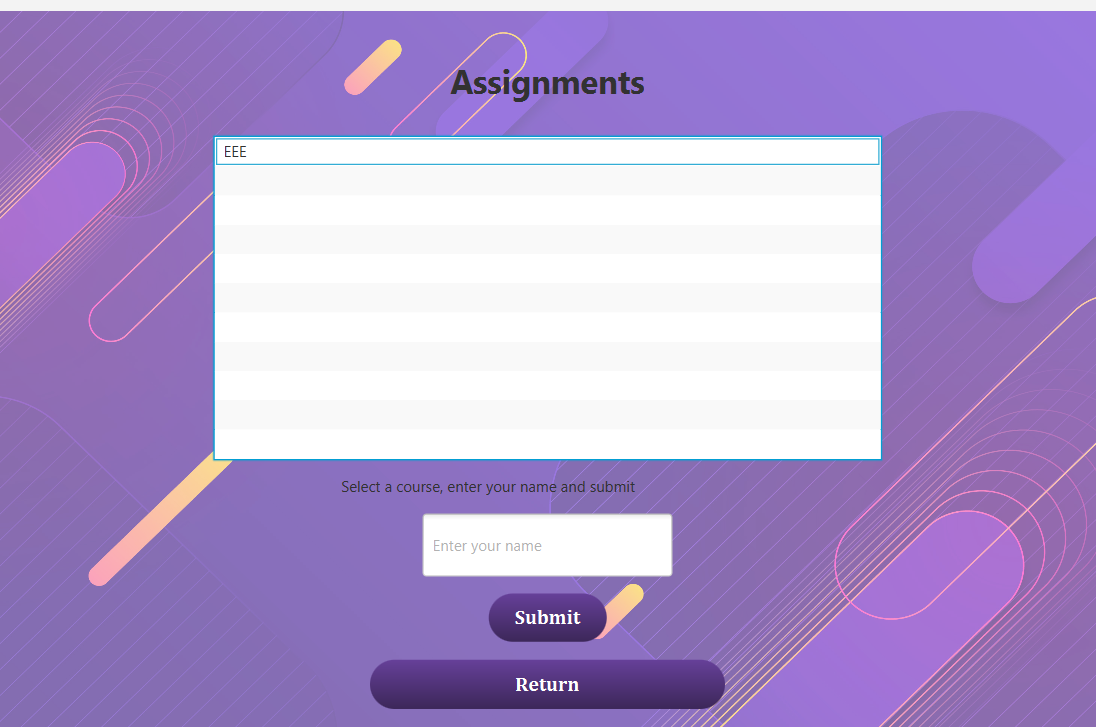 Assignments
EEE
Select a course, enter your name and submit
Enter your name
Submit
Return